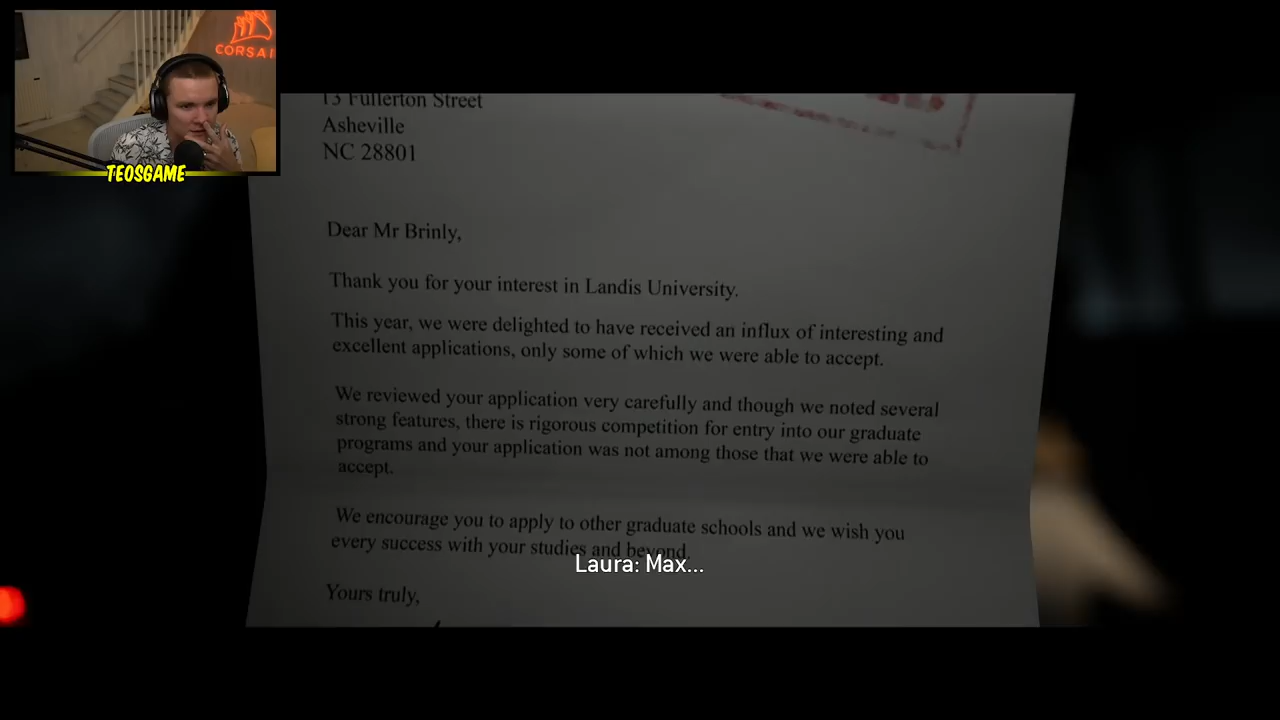 CORSAI
TEOSGAME
13 Fullerton Street
Asheville
NC 28801
Dear Mr Brinly,
Thank you for your interest in Landis University.
This year, we were delighted to have received an influx of interesting and
excellent applications, only some of which we were able to accept.
We reviewed your application very carefully and though we noted several
strong features, there is rigorous competition for entry into our graduate
programs and your application was not among those that we were able to
accept.
We encourage you to apply to other graduate schools and we wish you
every success with your studies and beyond.
Laura: Max...
Yours truly,